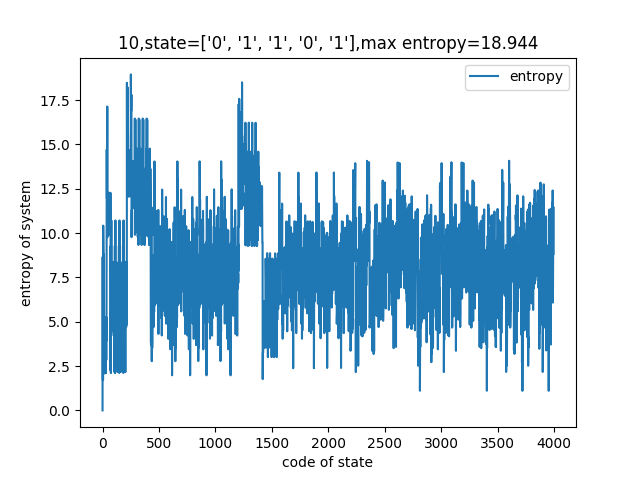 10,state=['0', '1', '1', '0', '1'],max entropy=18.944
entropy
17.5
15.0
12.5
10.0
7.5
5.0
2.5
0.0
entropy of system
0 500 1000 1500 2000 2500 3000 3500 4000
code of state